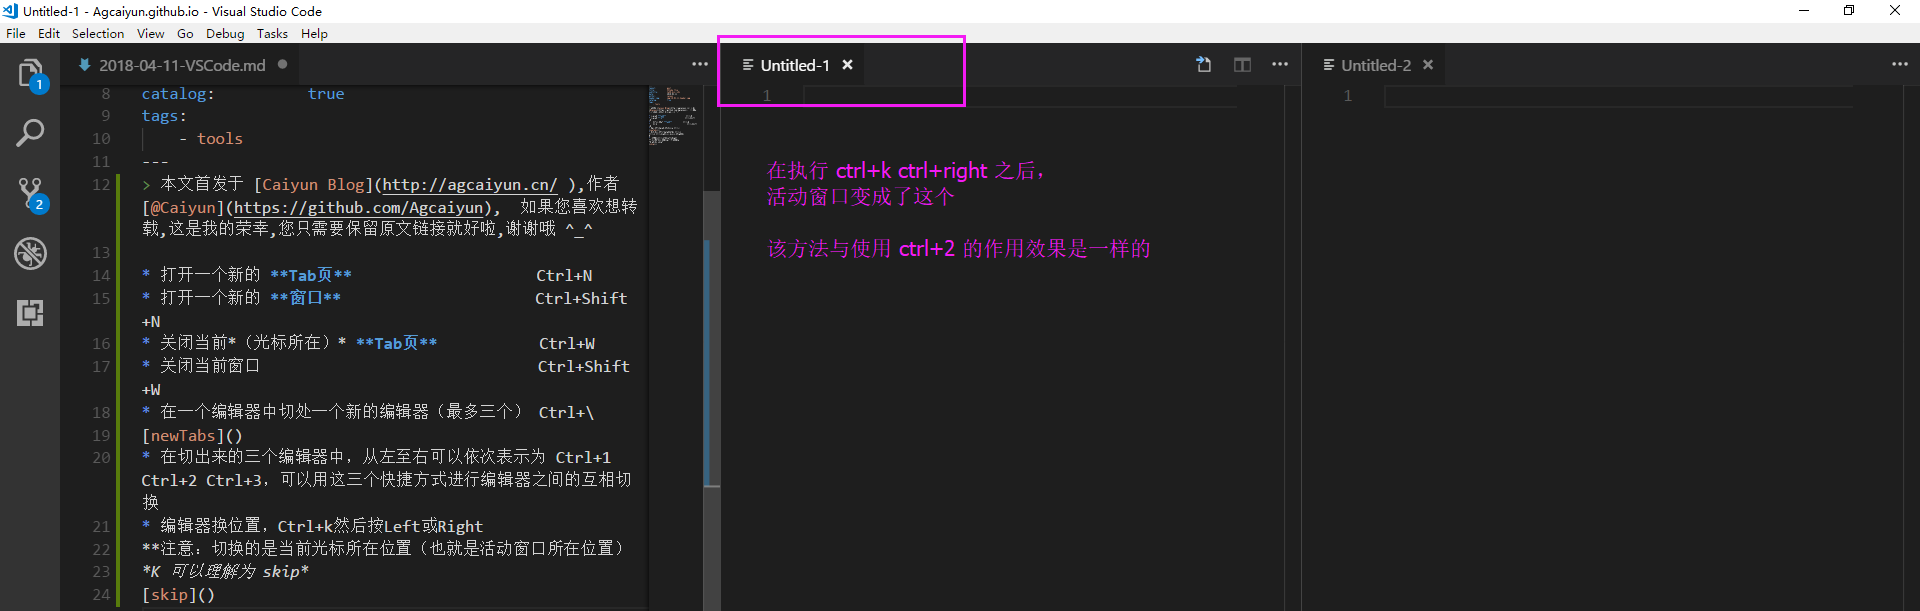 Untitled-1 - Agcaiyun.github.io - Visual Studio Code
File Edit Selection View Go Debug Tasks Help
2018-04-11-VSCode.md
8 catalog: true
9 tags:
10 - tools
11 ---
12 > 本文首发于 [Caiyun Blog](http://agcaiyun.cn/ ),作者
[@Caiyun](https://github.com/Agcaiyun), 如果您喜欢想转
载,这是我的荣幸,您只需要保留原文链接就好啦,谢谢哦 ^_^
13
14 * 打开一个新的 **Tab页** Ctrl+N
15 * 打开一个新的 **窗口** Ctrl+Shift
+N
16 * 关闭当前*（光标所在）* **Tab页** Ctrl+W
17 * 关闭当前窗口 Ctrl+Shift
+W
18 * 在一个编辑器中切处一个新的编辑器（最多三个） Ctrl+\
19 [newTabs]()
20 * 在切出来的三个编辑器中，从左至右可以依次表示为 Ctrl+1
Ctrl+2 Ctrl+3，可以用这三个快捷方式进行编辑器之间的互相切
换
21 * 编辑器换位置，Ctrl+k然后按Left或Right
22 **注意：切换的是当前光标所在位置（也就是活动窗口所在位置）
23 *K 可以理解为 skip*
24 [skip]()
1
2
Untitled-1
1
在执行 ctrl+k ctrl+right 之后，
活动窗口变成了这个
该方法与使用 ctrl+2 的作用效果是一样的
Untitled-2
1